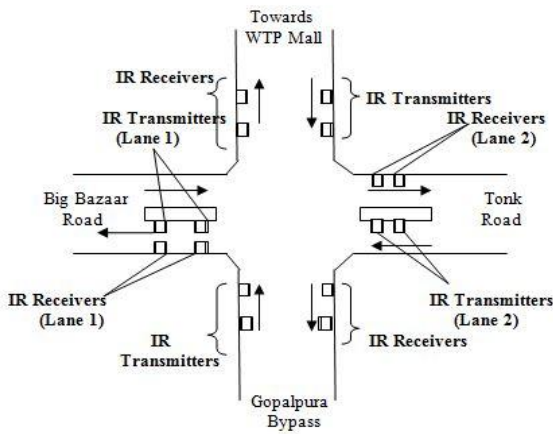 Towards
WTP Mall
IR Receivers
IR Transmitters
(Lane 1)
IR Transmitters
IR Receivers
(Lane 2)
Big Bazaar
Road
Tonk
Road
IR Receivers
(Lane 1)
IR
Transmitters
IR Transmitters
(Lane 2)
IR Receivers
Gopalpura
Bypass